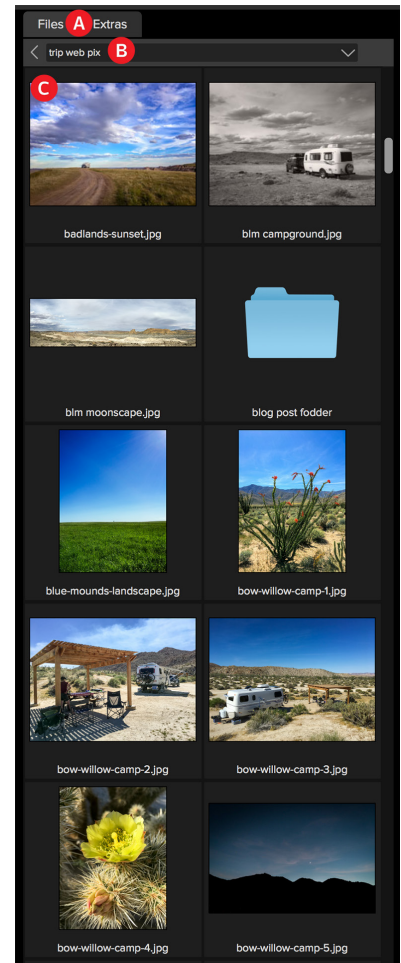 Files A Extras
trip web pix B
C
badlands-sunset.jpg
blm campground.jpg
blm moonscape.jpg
blog post fodder
blue-mounds-landscape.jpg
bow-willow-camp-1.jpg
bow-willow-camp-2.jpg
bow-willow-camp-3.jpg
bow-willow-camp-4.jpg
bow-willow-camp-5.jpg